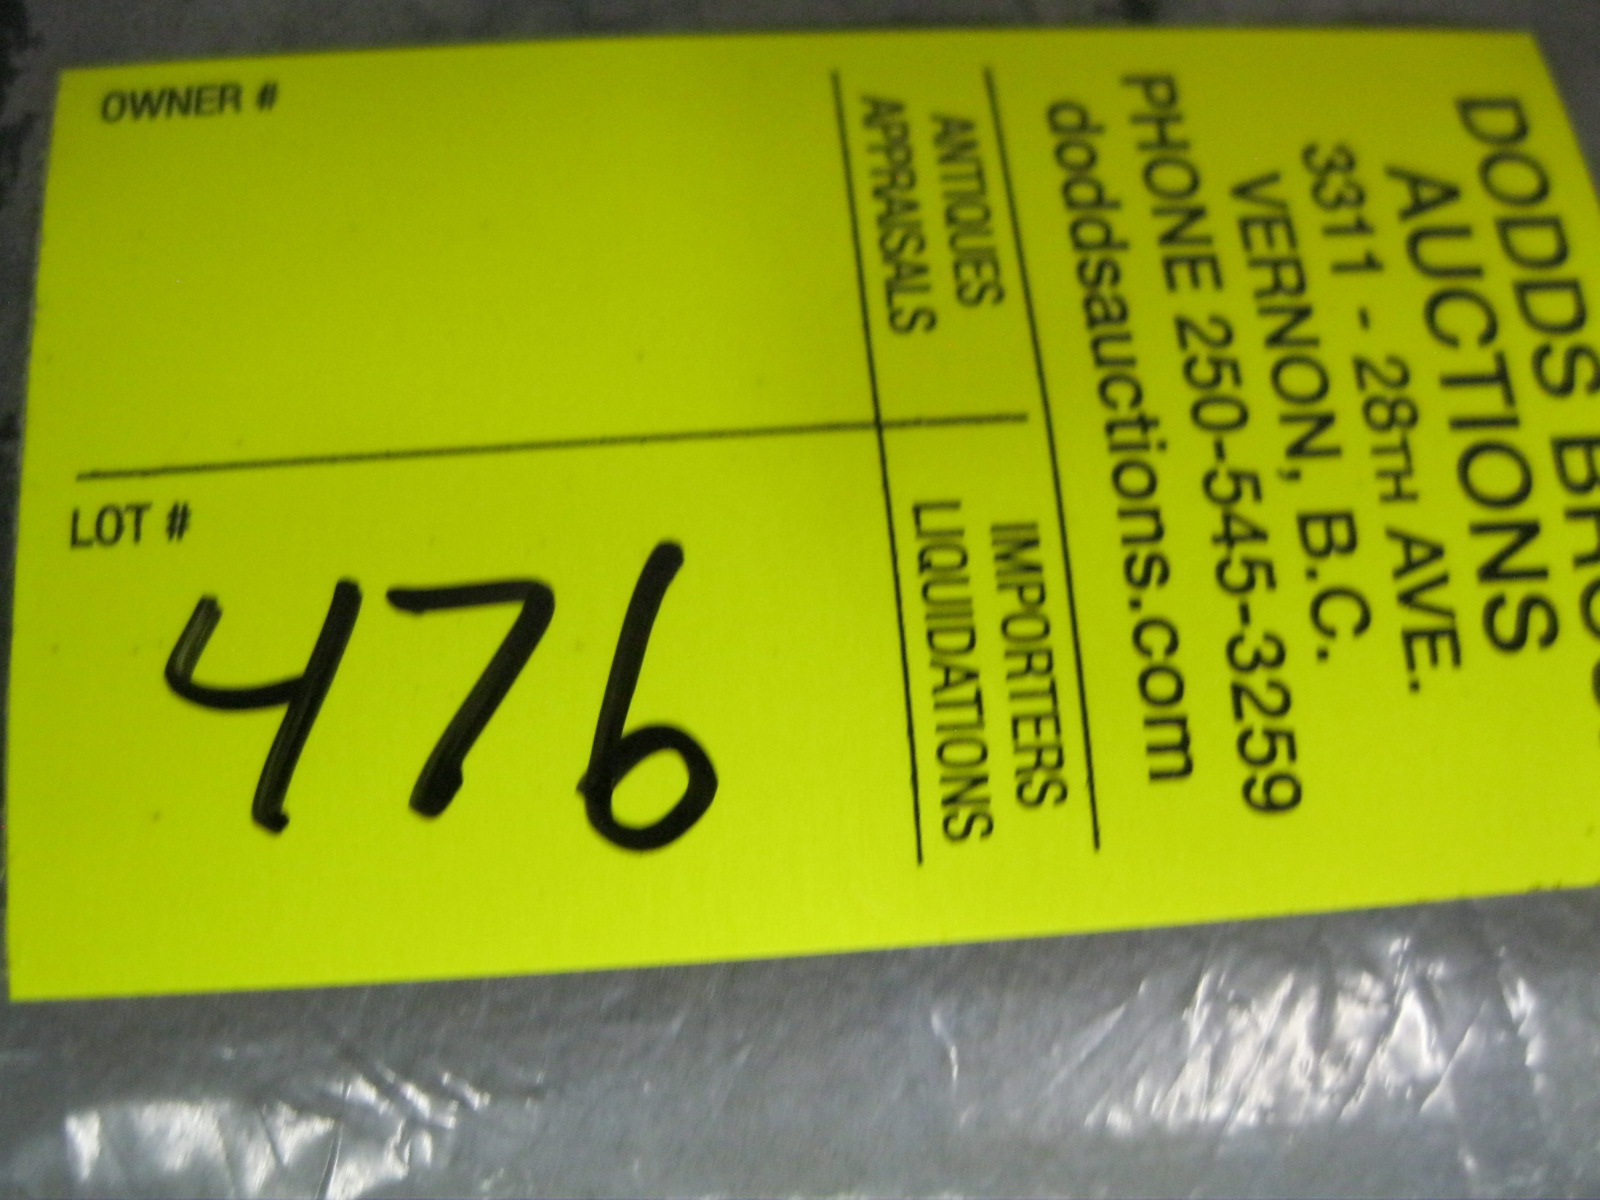 DODDS
AUCTIONS
3311 - 28TH AVE.
VERNON, B.C.
PHONE 250-545-3259
doddsauctions.com
ANTIQUES
APPRAISALS
IMPORTERS
LIQUIDATIONS
OWNER #
LOT #
476